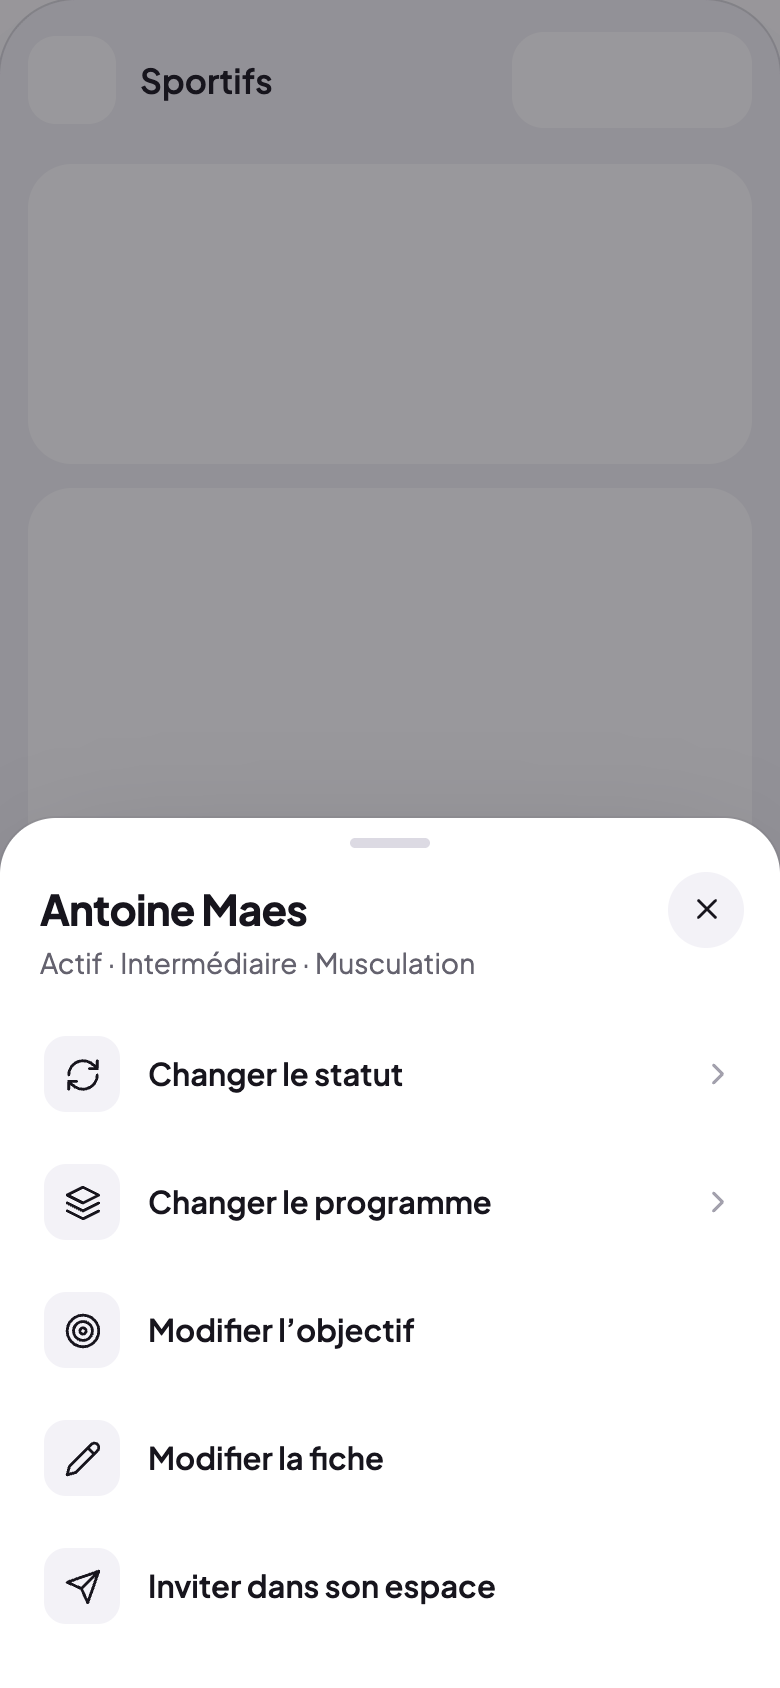 Sportifs
Antoine Maes
Actif · Intermédiaire · Musculation
Changer le statut
Changer le programme
Modifier l’objectif
Modifier la fiche
Inviter dans son espace